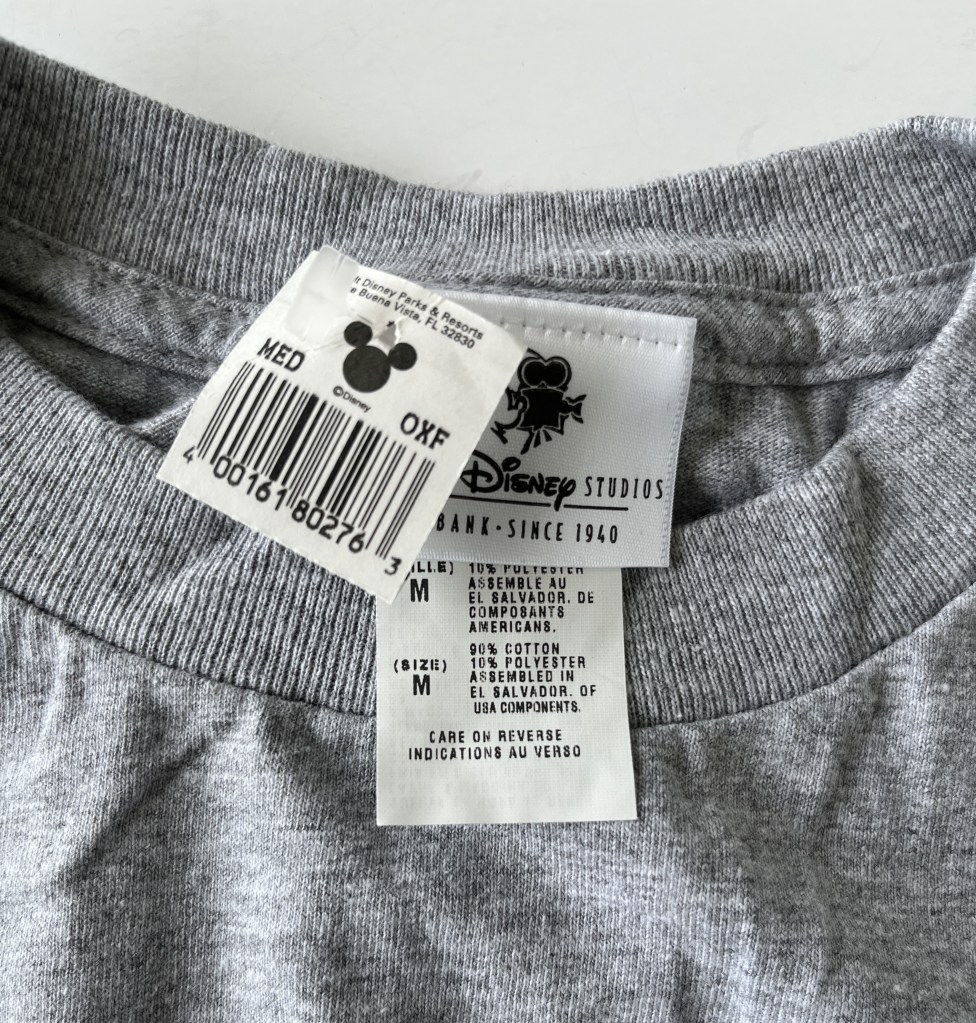 Disney Parks & Resorts
Buena Vista, FL 32830
MED
©Disney
OXF
4 00161 80276 3
Disney STUDIOS
BANK · SINCE 1940
M
10% POLYESTER
ASSEMBLE AU
EL SALVADOR. DE
COMPOSANTS
AMERICANS.
(SIZE)
M
90% COTTON
10% POLYESTER
ASSEMBLED IN
EL SALVADOR. OF
USA COMPONENTS.
CARE ON REVERSE
INDICATIONS AU VERSO